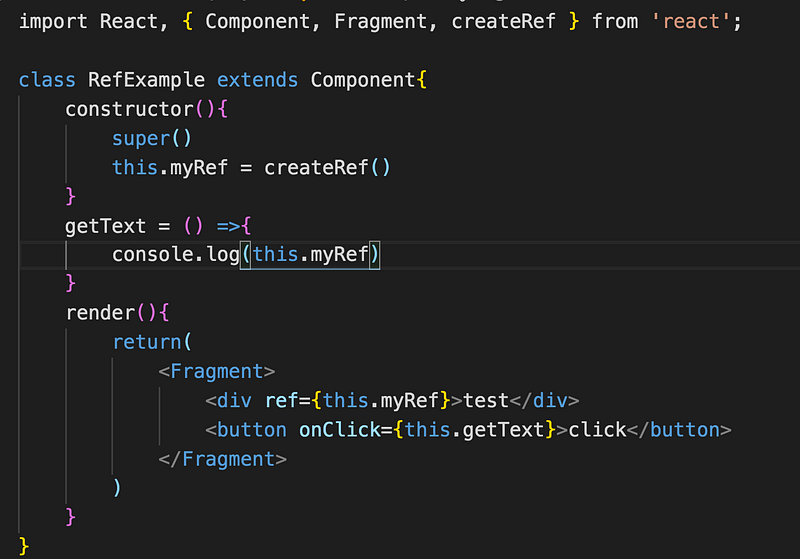 import React, { Component, Fragment, createRef } from 'react';
class RefExample extends Component{
constructor(){
super()
this.myRef = createRef()
}
getText = () =>{
console.log(this.myRef)
}
render(){
return(
<Fragment>
<div ref={this.myRef}>test</div>
<button onClick={this.getText}>click</button>
</Fragment>
)
}
}